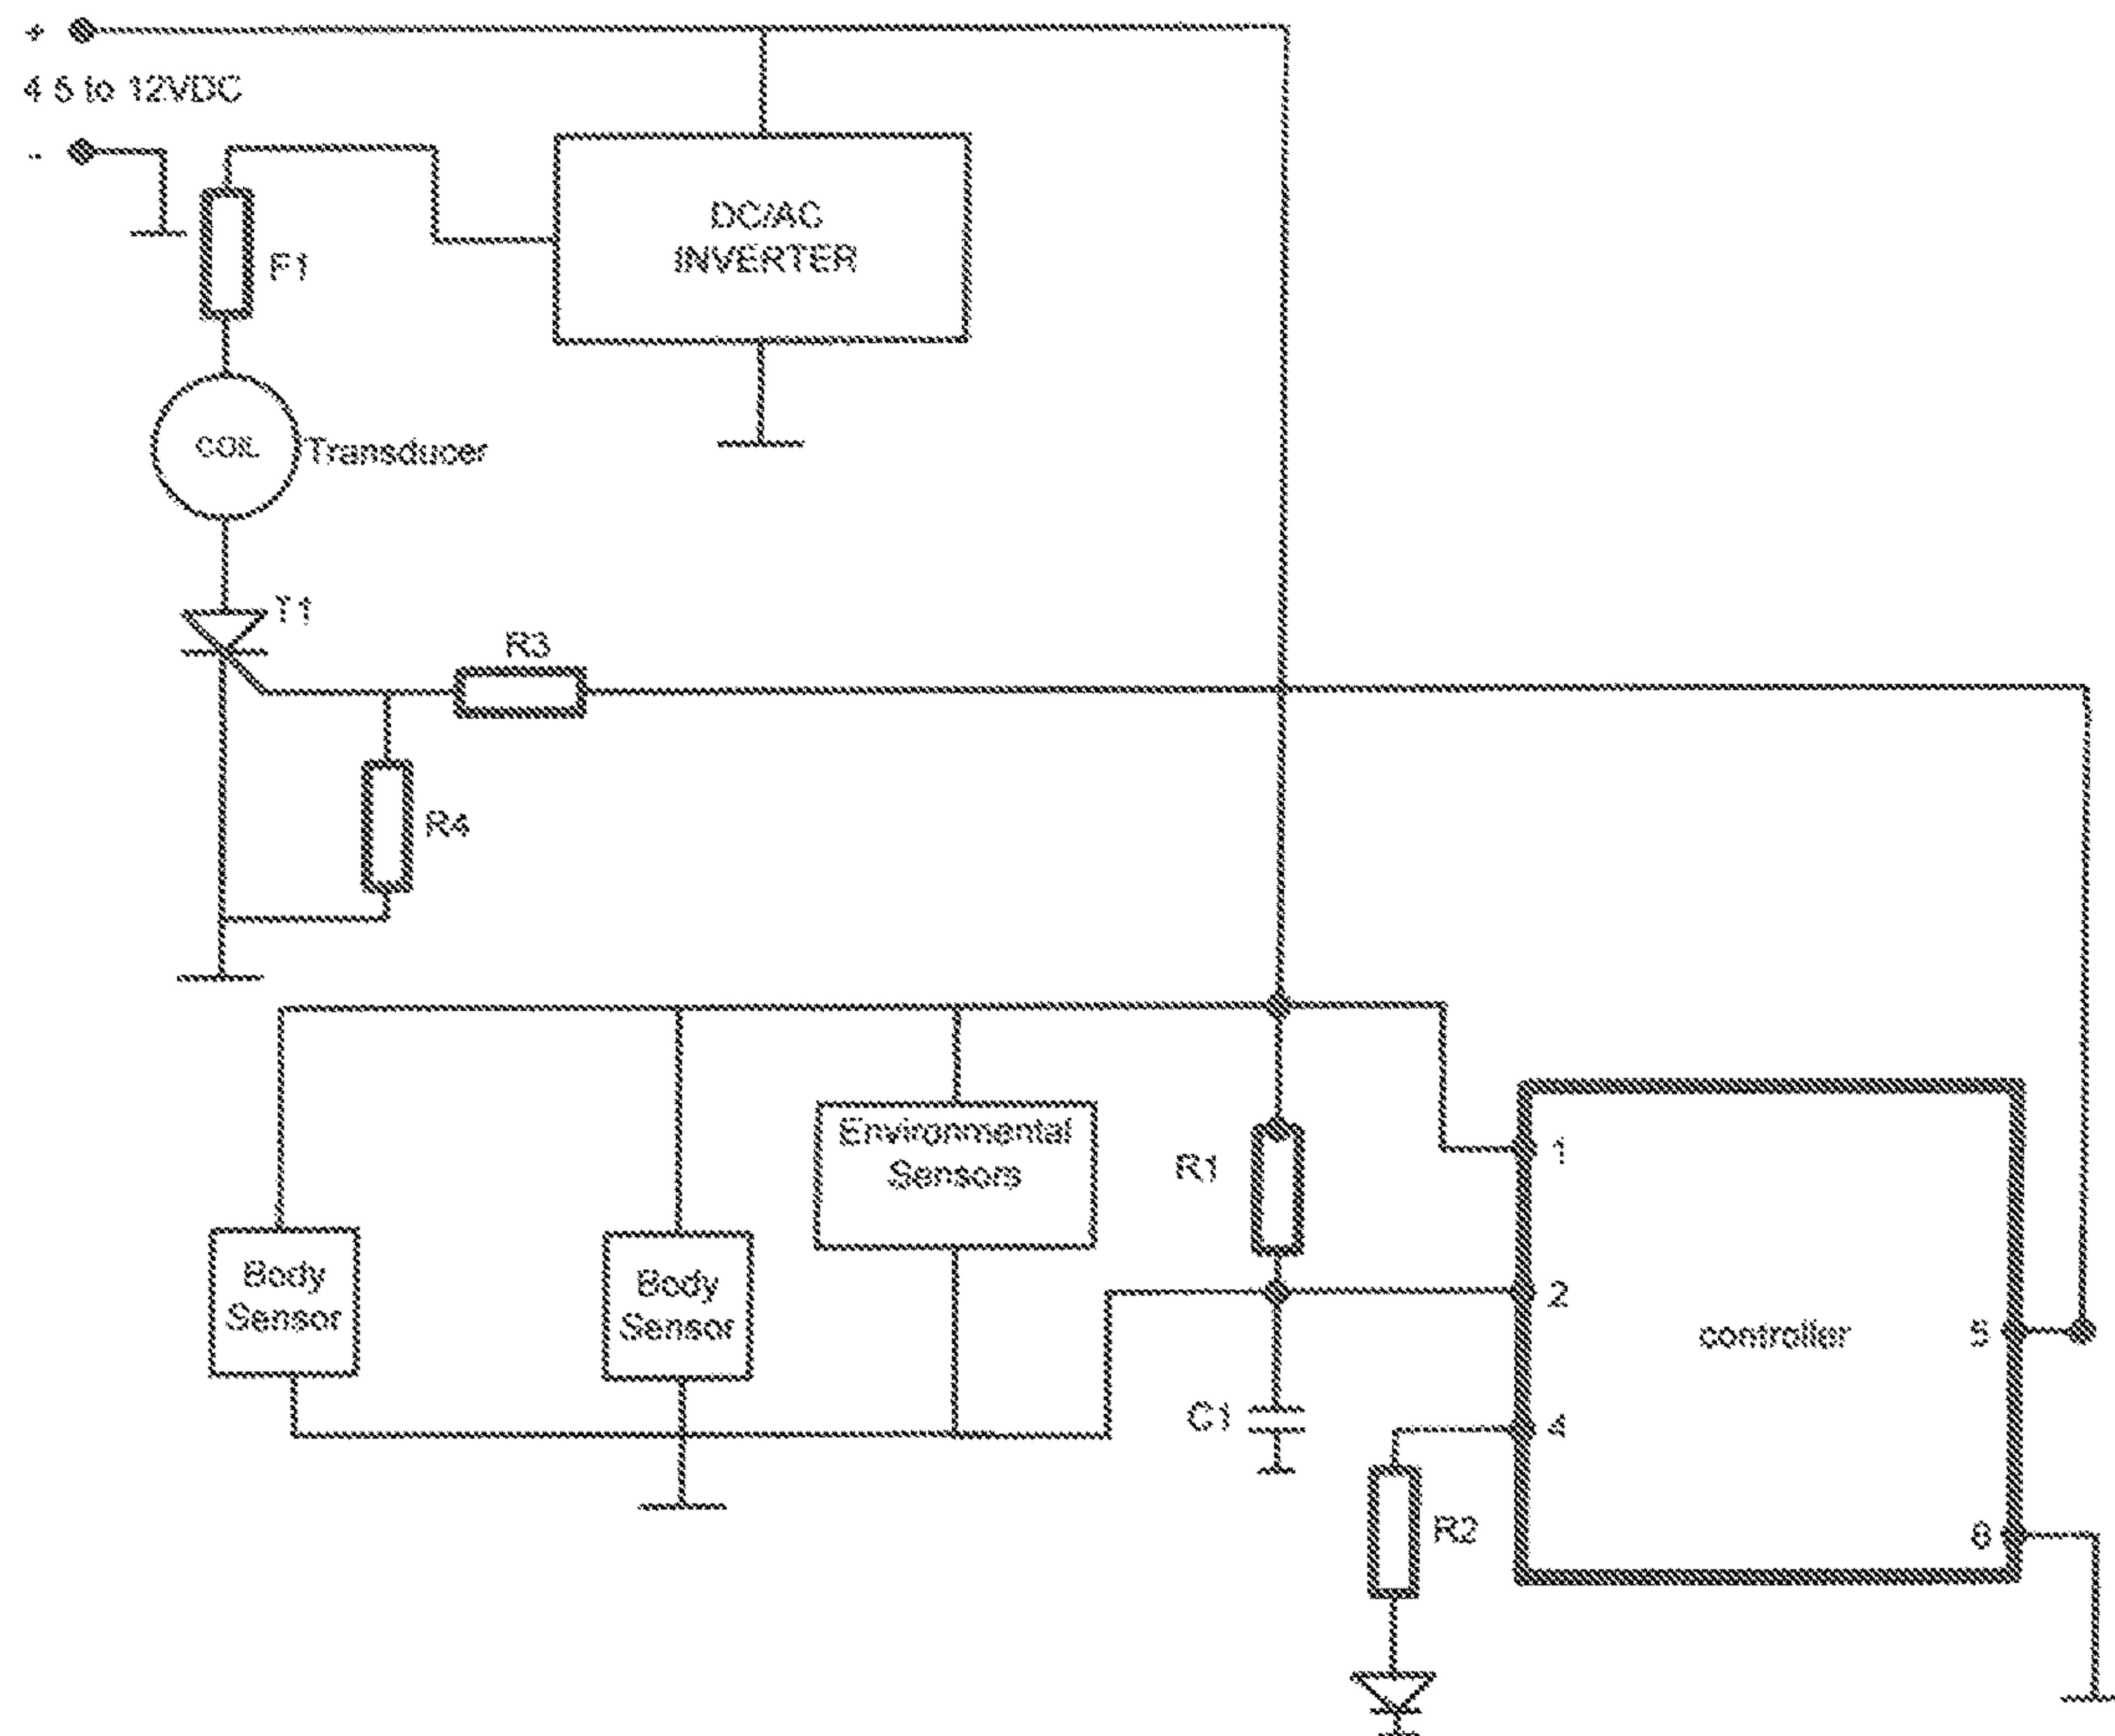 +
4 5 to 12VDC
-
F1
DC/AC
INVERTER
COIL
Transducer
T1
R3
R4
Environmental
Sensors
R1
1
Body
Sensor
Body
Sensor
2
controller
5
C1
4
R2